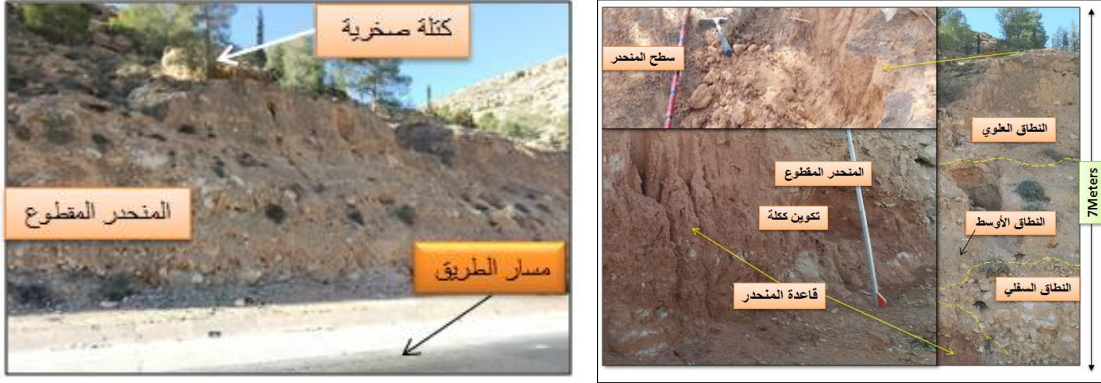 كتلة صخرية
المنحدر المقطوع
مسار الطريق
سطح المنحدر
النطاق العلوي
المنحدر المقطوع
تكوين ككلة
النطاق الأوسط
النطاق السفلي
قاعدة المنحدر
7Meters